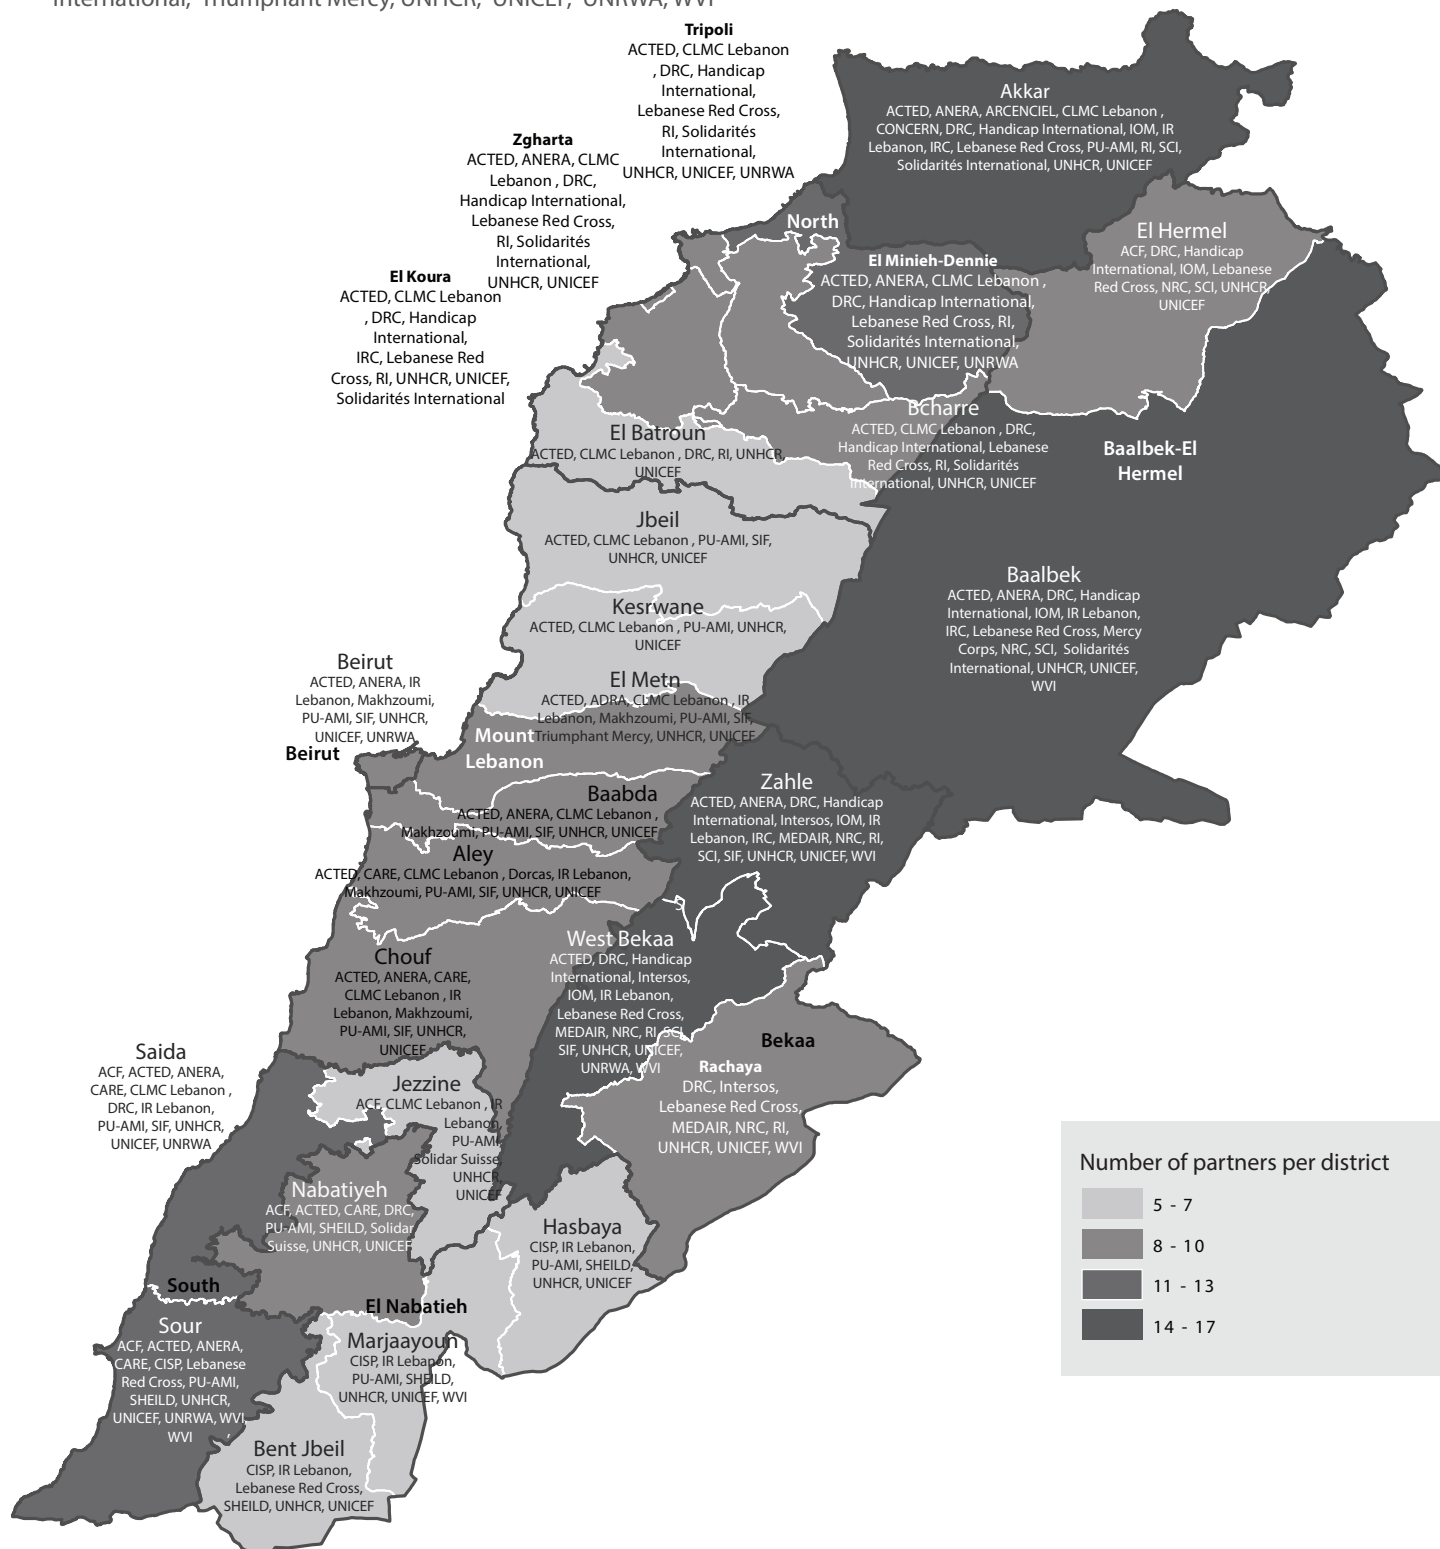 International, Triumphant Mercy, UNHCR, UNICEF, UNRWA, WVI
Tripoli
ACTED, CLMC Lebanon
, DRC, Handicap
International,
Lebanese Red Cross,
RI, Solidarités
International,
UNHCR, UNICEF, UNRWA
Akkar
ACTED, ANERA, ARCENCIEL, CLMC Lebanon ,
CONCERN, DRC, Handicap International, IOM, IR
Lebanon, IRC, Lebanese Red Cross, PU-AMI, RI, SCI,
Solidarités International, UNHCR, UNICEF
Zgharta
ACTED, ANERA, CLMC
Lebanon , DRC,
Handicap International,
Lebanese Red Cross,
RI, Solidarités
International,
UNHCR, UNICEF
North
El Hermel
ACF, DRC, Handicap
International, IOM, Lebanese
Red Cross, NRC, SCI, UNHCR,
UNICEF
El Minieh-Dennie
ACTED, ANERA, CLMC Lebanon ,
DRC, Handicap International,
Lebanese Red Cross, RI,
Solidarités International,
UNHCR, UNICEF, UNRWA
El Koura
ACTED, CLMC Lebanon
, DRC, Handicap
International,
IRC, Lebanese Red
Cross, RI, UNHCR, UNICEF,
Solidarités International
Bcharre
ACTED, CLMC Lebanon , DRC,
Handicap International, Lebanese
Red Cross, RI, Solidarités
International, UNHCR, UNICEF
El Batroun
ACTED, CLMC Lebanon , DRC, RI, UNHCR,
UNICEF
Baalbek-El
Hermel
Jbeil
ACTED, CLMC Lebanon , PU-AMI, SIF,
UNHCR, UNICEF
Baalbek
ACTED, ANERA, DRC, Handicap
International, IOM, IR Lebanon,
IRC, Lebanese Red Cross, Mercy
Corps, NRC, SCI, Solidarités
International, UNHCR, UNICEF,
WVI
Kesrwane
ACTED, CLMC Lebanon , PU-AMI, UNHCR,
UNICEF
Beirut
ACTED, ANERA, IR
Lebanon, Makhzoumi,
PU-AMI, SIF, UNHCR,
UNICEF, UNRWA
Beirut
El Metn
ACTED, ADRA, CLMC Lebanon , IR
Lebanon, Makhzoumi, PU-AMI, SIF,
Triumphant Mercy, UNHCR, UNICEF
Mount
Lebanon
Zahle
ACTED, ANERA, DRC, Handicap
International, Intersos, IOM, IR
Lebanon, IRC, MEDAIR, NRC, RI,
SCI, SIF, UNHCR, UNICEF, WVI
Baabda
ACTED, ANERA, CLMC Lebanon ,
Makhzoumi, PU-AMI, SIF, UNHCR, UNICEF
Aley
ACTED, CARE, CLMC Lebanon , Dorcas, IR Lebanon,
Makhzoumi, PU-AMI, SIF, UNHCR, UNICEF
West Bekaa
ACTED, DRC, Handicap
International, Intersos,
IOM, IR Lebanon,
Lebanese Red Cross,
MEDAIR, NRC, RI, SCI,
SIF, UNHCR, UNICEF,
UNRWA, WVI
Chouf
ACTED, ANERA, CARE,
CLMC Lebanon , IR
Lebanon, Makhzoumi,
PU-AMI, SIF, UNHCR,
UNICEF
Bekaa
Rachaya
DRC, Intersos,
Lebanese Red Cross,
MEDAIR, NRC, RI,
UNHCR, UNICEF, WVI
Saida
ACF, ACTED, ANERA,
CARE, CLMC Lebanon ,
DRC, IR Lebanon,
PU-AMI, SIF, UNHCR,
UNICEF, UNRWA
Jezzine
ACF, CLMC Lebanon , IR
Lebanon,
PU-AMI,
Solidar Suisse,
UNHCR,
UNICEF
Nabatiyeh
ACF, ACTED, CARE, DRC,
PU-AMI, SHEILD, Solidar
Suisse, UNHCR, UNICEF
Hasbaya
CISP, IR Lebanon,
PU-AMI, SHEILD,
UNHCR, UNICEF
South
El Nabatieh
Sour
ACF, ACTED, ANERA,
CARE, CISP, Lebanese
Red Cross, PU-AMI,
SHEILD, UNHCR,
UNICEF, UNRWA, WVI,
WVI ,
Marjaayoun
CISP, IR Lebanon,
PU-AMI, SHEILD,
UNHCR, UNICEF, WVI
Bent Jbeil
CISP, IR Lebanon,
Lebanese Red Cross,
SHEILD, UNHCR, UNICEF
Number of partners per district
5 - 7
8 - 10
11 - 13
14 - 17